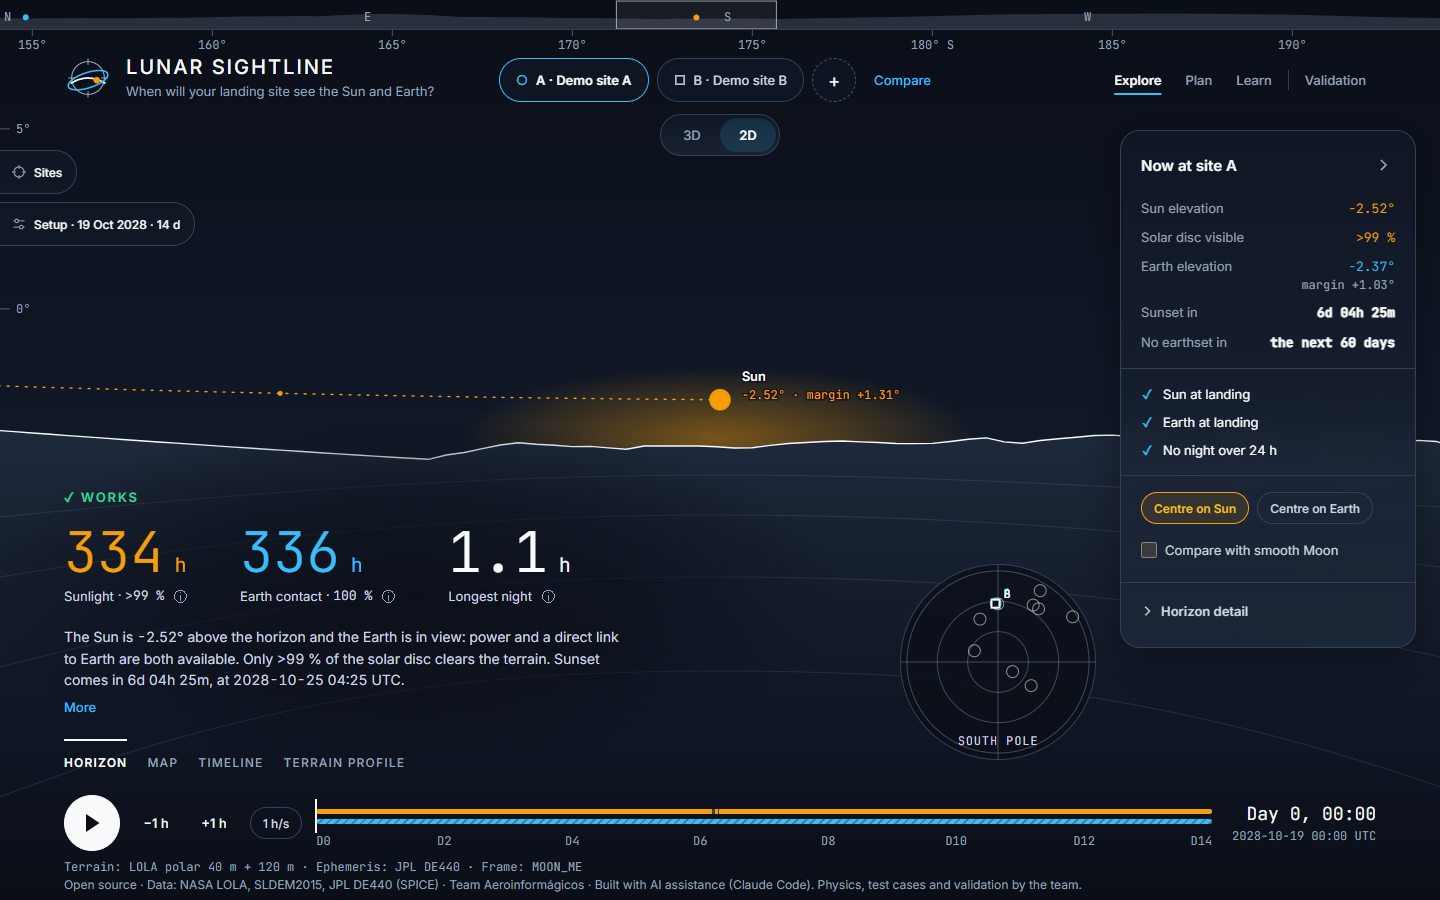 N E S W
155° 160° 165° 170° 175° 180° S 185° 190°
LUNAR SIGHTLINE
When will your landing site see the Sun and Earth?
A · Demo site A
B · Demo site B
+
Compare
Explore
Plan
Learn
Validation
3D 2D
5°
Sites
Setup · 19 Oct 2028 · 14 d
0°
Now at site A
Sun elevation -2.52°
Solar disc visible >99 %
Earth elevation -2.37°
margin +1.03°
Sunset in 6d 04h 25m
No earthset in the next 60 days
✓ Sun at landing
✓ Earth at landing
✓ No night over 24 h
Centre on Sun Centre on Earth
Compare with smooth Moon
Horizon detail
Sun
-2.52° · margin +1.31°
✓ WORKS
334 h 336 h 1.1 h
Sunlight · >99 % ⓘ Earth contact · 100 % ⓘ Longest night ⓘ
The Sun is -2.52° above the horizon and the Earth is in view: power and a direct link
to Earth are both available. Only >99 % of the solar disc clears the terrain. Sunset
comes in 6d 04h 25m, at 2028-10-25 04:25 UTC.
More
B
SOUTH POLE
HORIZON MAP TIMELINE TERRAIN PROFILE
−1 h +1 h 1 h/s
D0 D2 D4 D6 D8 D10 D12 D14
Day 0, 00:00
2028-10-19 00:00 UTC
Terrain: LOLA polar 40 m + 120 m · Ephemeris: JPL DE440 · Frame: MOON_ME
Open source · Data: NASA LOLA, SLDEM2015, JPL DE440 (SPICE) · Team Aeroinformágicos · Built with AI assistance (Claude Code). Physics, test cases and validation by the team.